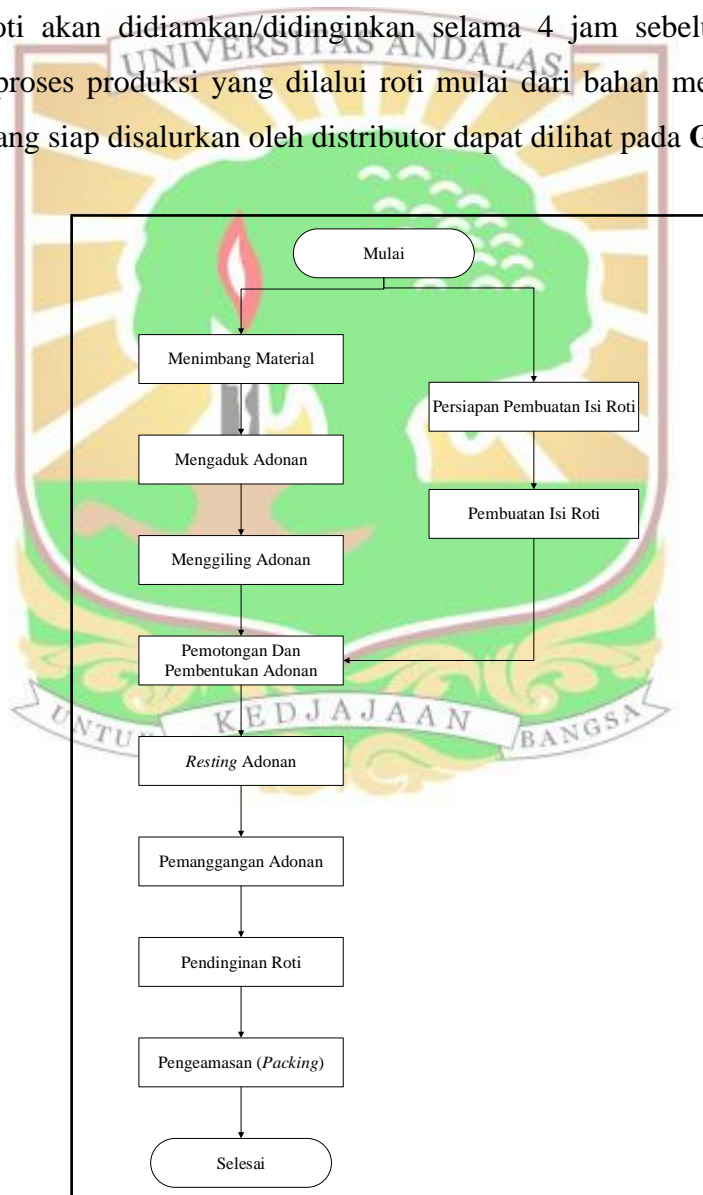 oti akan didiamkan/didinginkan selama 4 jam sebelu
UNIVERSITAS ANDALAS
proses produksi yang dilalui roti mulai dari bahan me
ang siap disalurkan oleh distributor dapat dilihat pada G
Mulai
Menimbang Material
Persiapan Pembuatan Isi Roti
Mengaduk Adonan
Pembuatan Isi Roti
Menggiling Adonan
Pemotongan Dan
Pembentukan Adonan
KEDJAJAAN
BANGSA
Resting Adonan
Pemanggangan Adonan
Pendinginan Roti
Pengeamasan (Packing)
Selesai